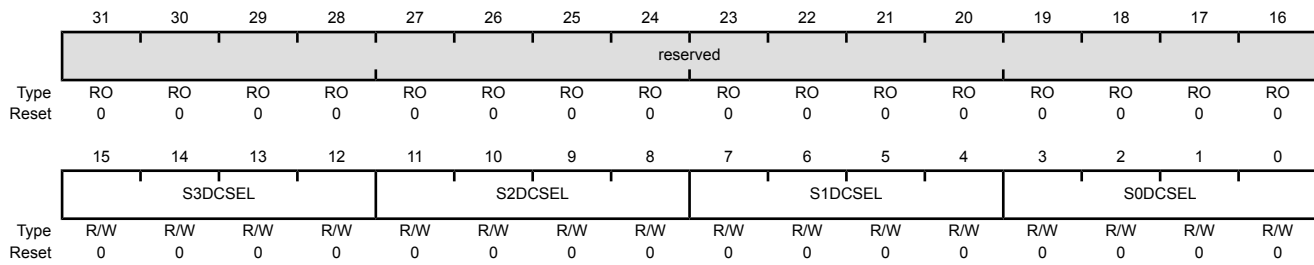 31 30 29 28 27 26 25 24 23 22 21 20 19 18 17 16
reserved
Type RO RO RO RO RO RO RO RO RO RO RO RO RO RO RO RO
Reset 0 0 0 0 0 0 0 0 0 0 0 0 0 0 0 0
15 14 13 12 11 10 9 8 7 6 5 4 3 2 1 0
S3DCSEL S2DCSEL S1DCSEL S0DCSEL
Type R/W R/W R/W R/W R/W R/W R/W R/W R/W R/W R/W R/W R/W R/W R/W R/W
Reset 0 0 0 0 0 0 0 0 0 0 0 0 0 0 0 0